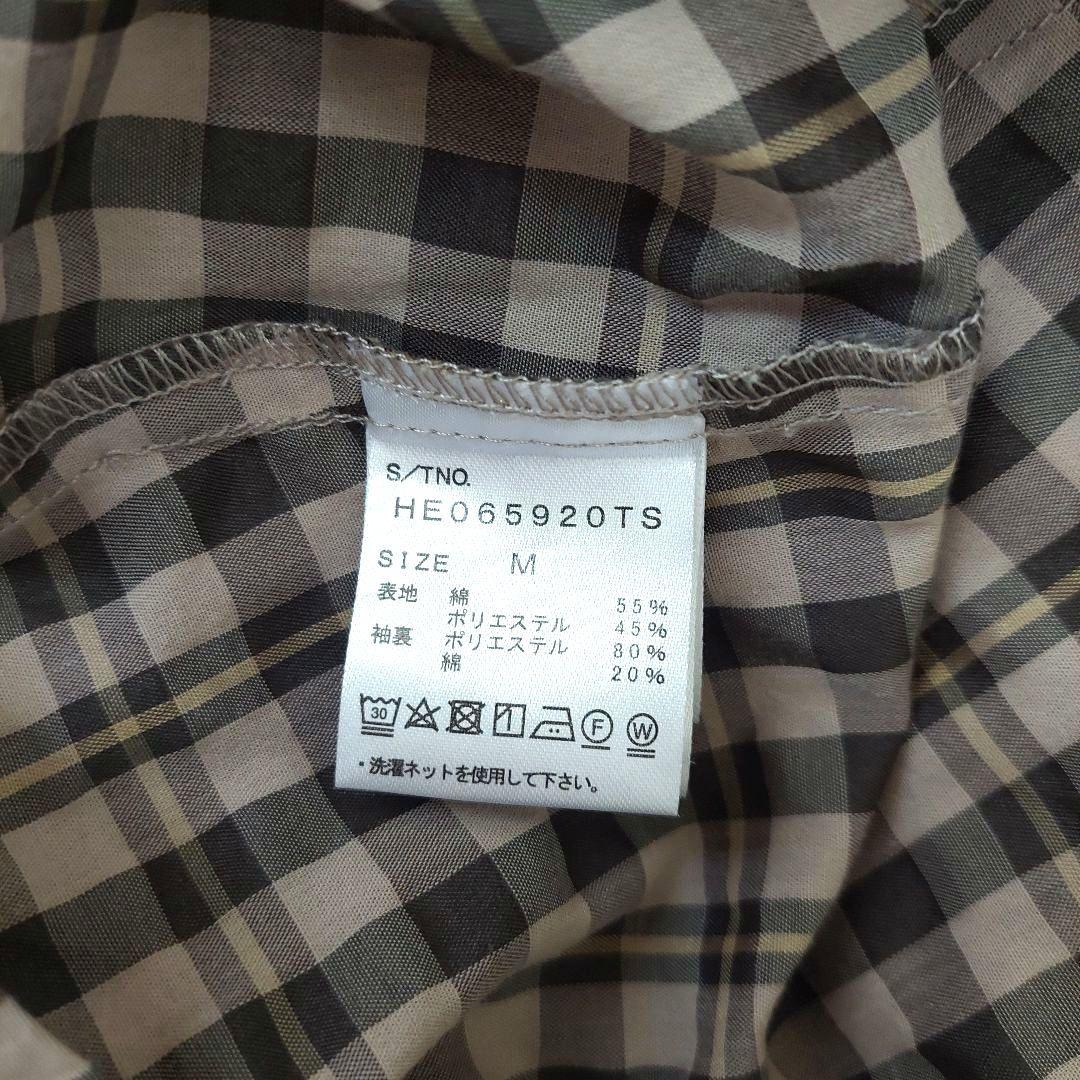 S/TNO.
HE065920TS
SIZE M
表地 綿 55%
ポリエステル 45%
袖裏 ポリエステル 80%
綿 20%
30 F W
・洗濯ネットを使用して下さい。